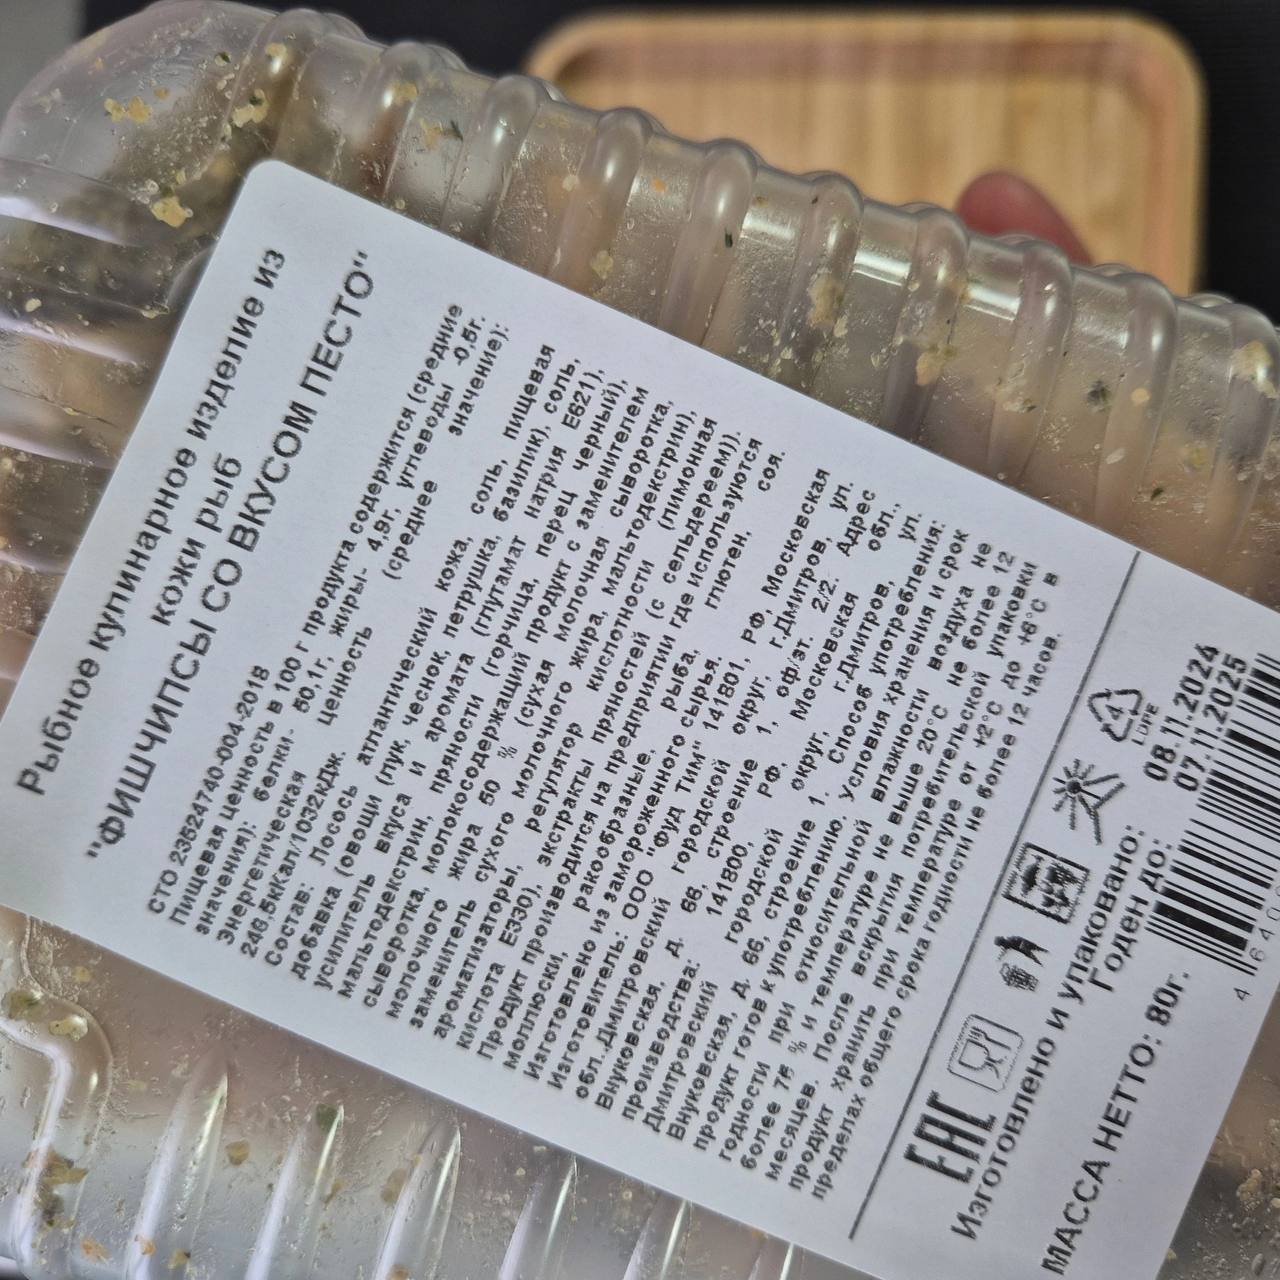 Рыбное кулинарное изделие из
кожи рыб
"ФИШЧИПСЫ СО ВКУСОМ ПЕСТО"
СТО 23524740-004-2018
Пищевая ценность в 100 г продукта содержится (средние
значения): белки - 50,1г, жиры- 4,9г, углеводы -0,5г.
Энергетическая ценность (среднее значение):
246,5кКал/1032кДж.
Состав: Лосось атлантический кожа, соль, пищевая
добавка (овощи (лук, чеснок, петрушка, базилик), соль,
усилитель вкуса и аромата (глутамат натрия Е621),
мальтодекстрин, пряности (горчица, перец черный),
сыворотка, молокосодержащий продукт с заменителем
молочного жира 50 % (сухая молочная сыворотка,
заменитель сухого молочного жира, мальтодекстрин),
ароматизаторы, регулятор кислотности (лимонная
кислота Е330), экстракты пряностей (с сельдереем)).
Продукт производится на предприятии где используются
моллюски, ракообразные, рыба, глютен, соя.
Изготовлено из замороженного сырья.
Изготовитель: ООО "Фуд Тим" 141801, РФ, Московская
обл.,Дмитровский городской округ, г.Дмитров, ул.
Внуковская, д. 66, строение 1, оф/эт. 2/2. Адрес
производства: 141800, РФ, Московская обл.,
Дмитровский городской округ, г.Дмитров, ул.
Внуковская, д. 66, строение 1. Способ употребления:
продукт готов к употреблению. Условия хранения и срок
годности при относительной влажности воздуха не
более 75 % и температуре не выше 20°С не более 12
месяцев. После вскрытия потребительской упаковки
продукт хранить при температуре от +2°С до +6°С в
пределах общего срока годности не более 12 часов.
EAC
4
LDPE
Изготовлено и упаковано: 08.11.2024
Годен до: 07.11.2025
МАССА НЕТТО: 80г.
4 640